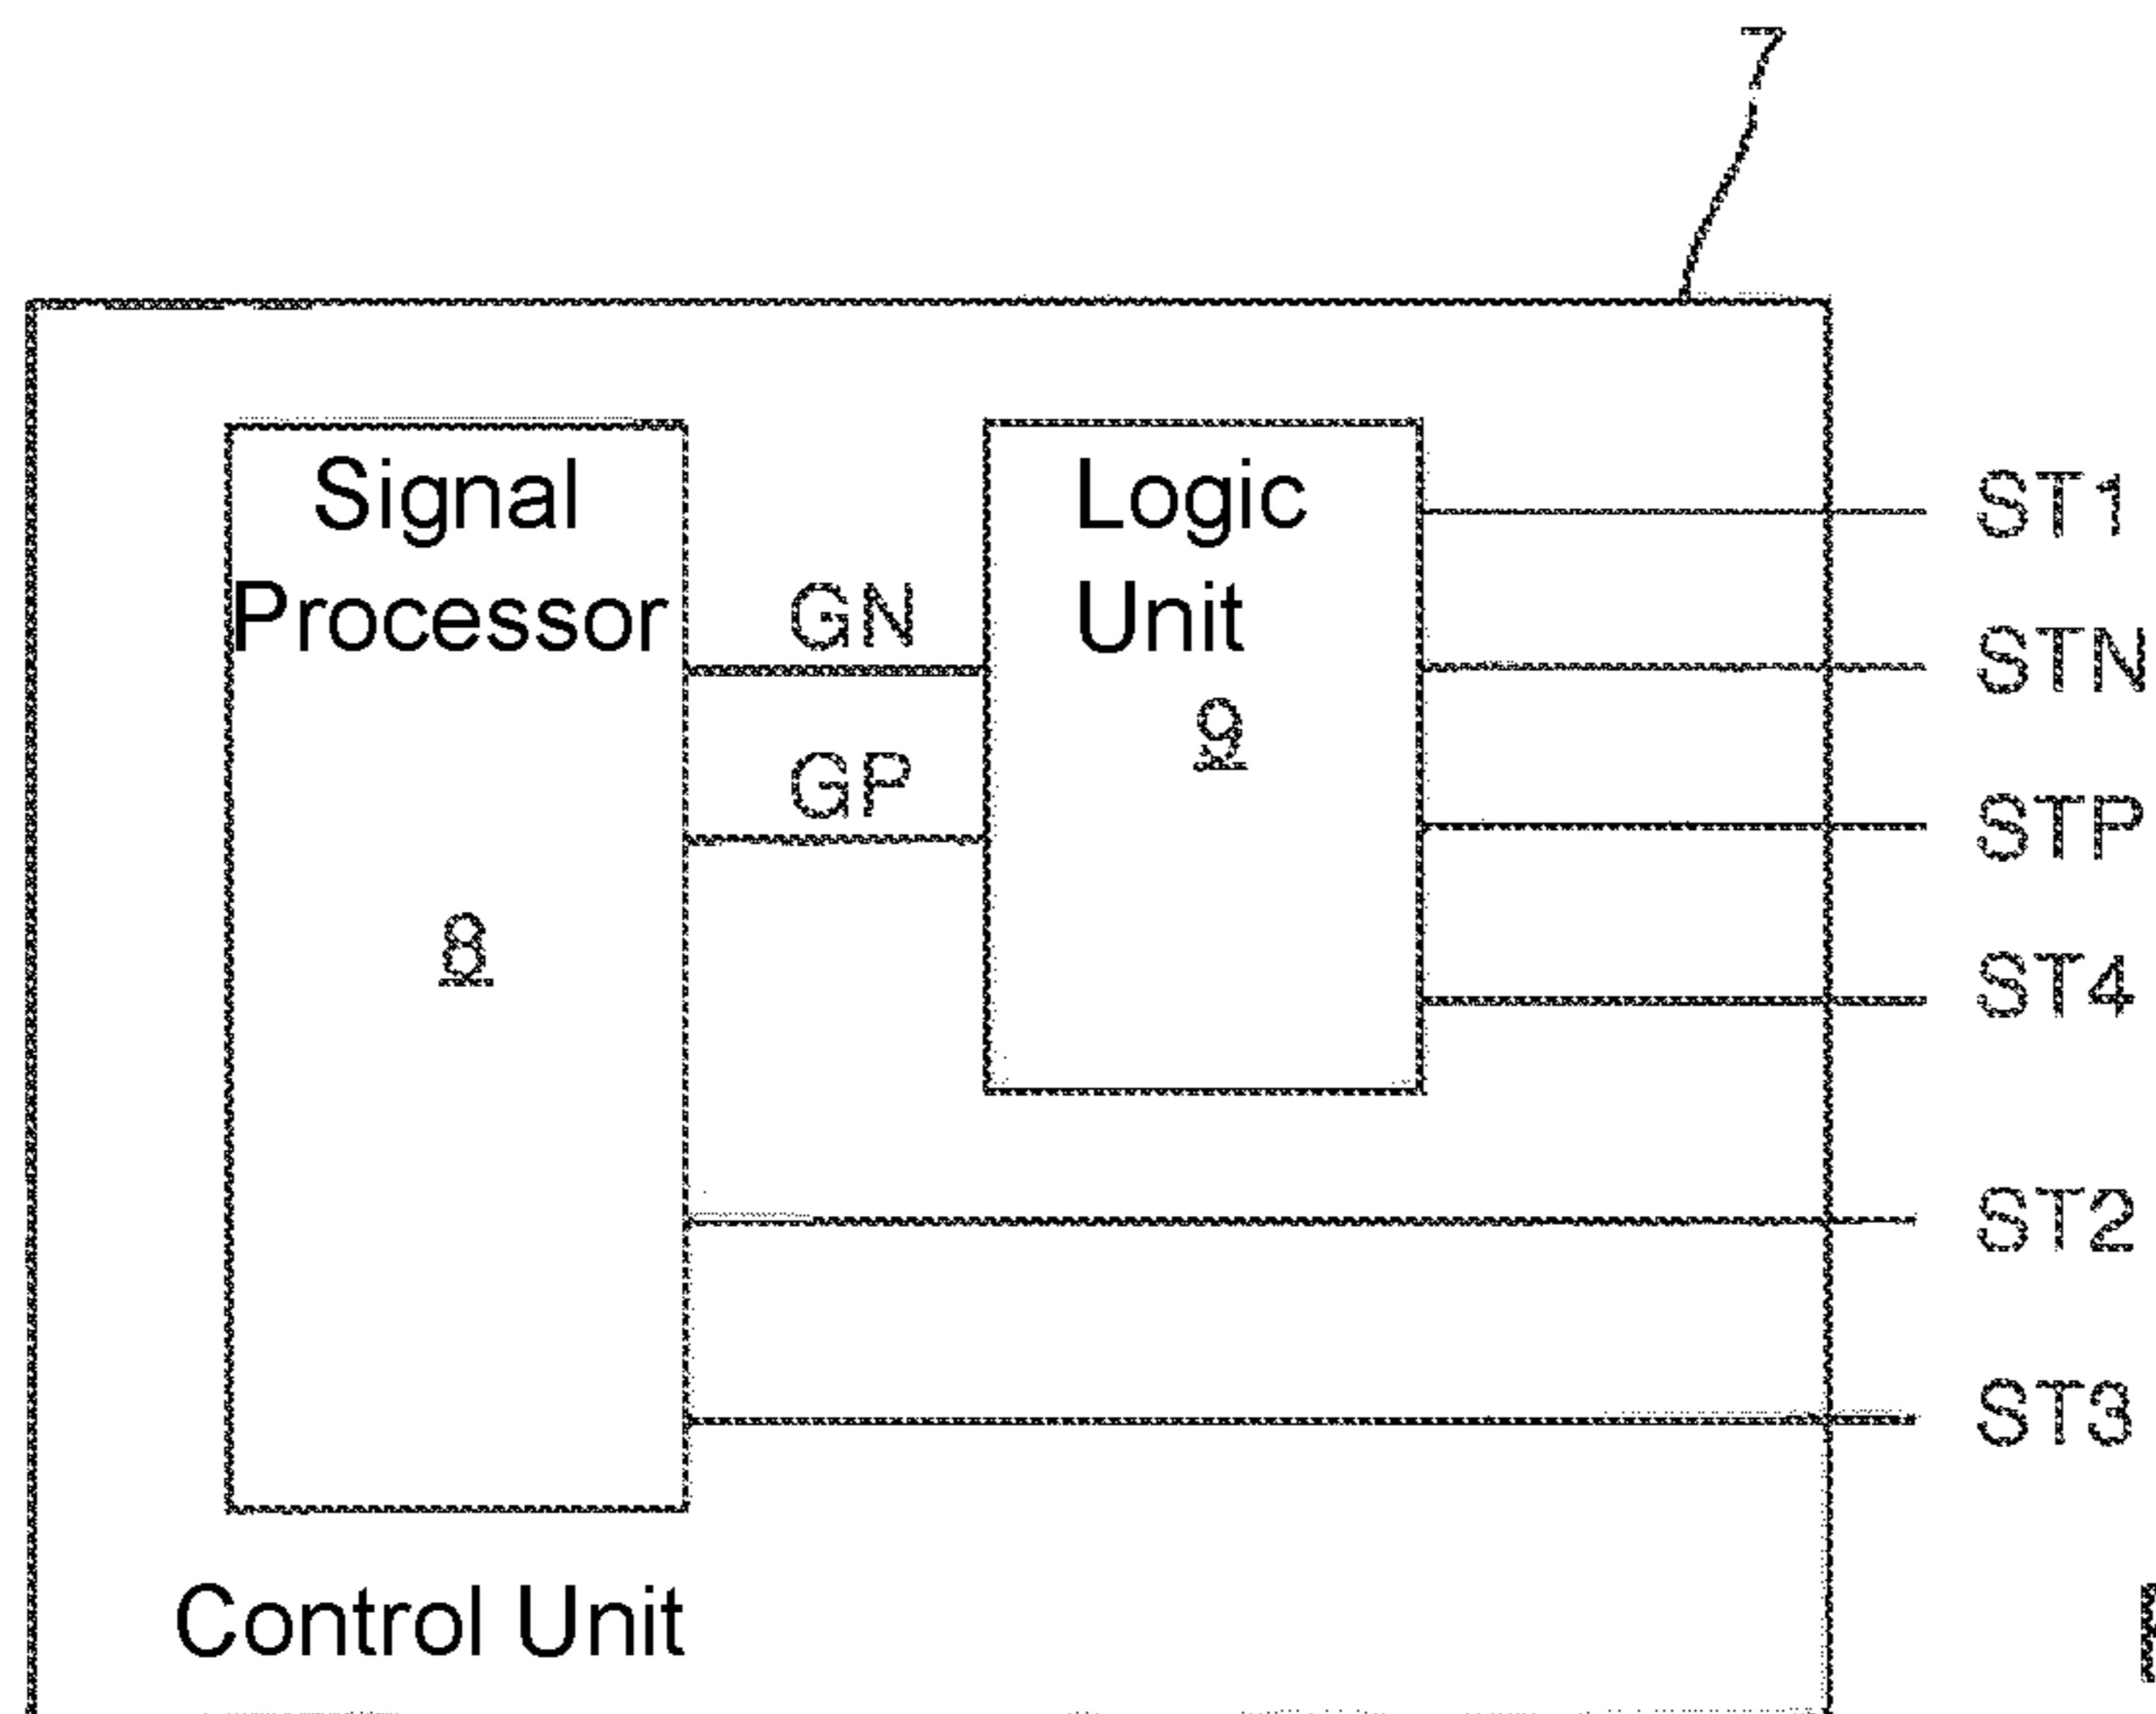 7
Signal
Processor
8
GN
GP
Logic
Unit
9
ST1
STN
STP
ST4
ST2
ST3
Control Unit